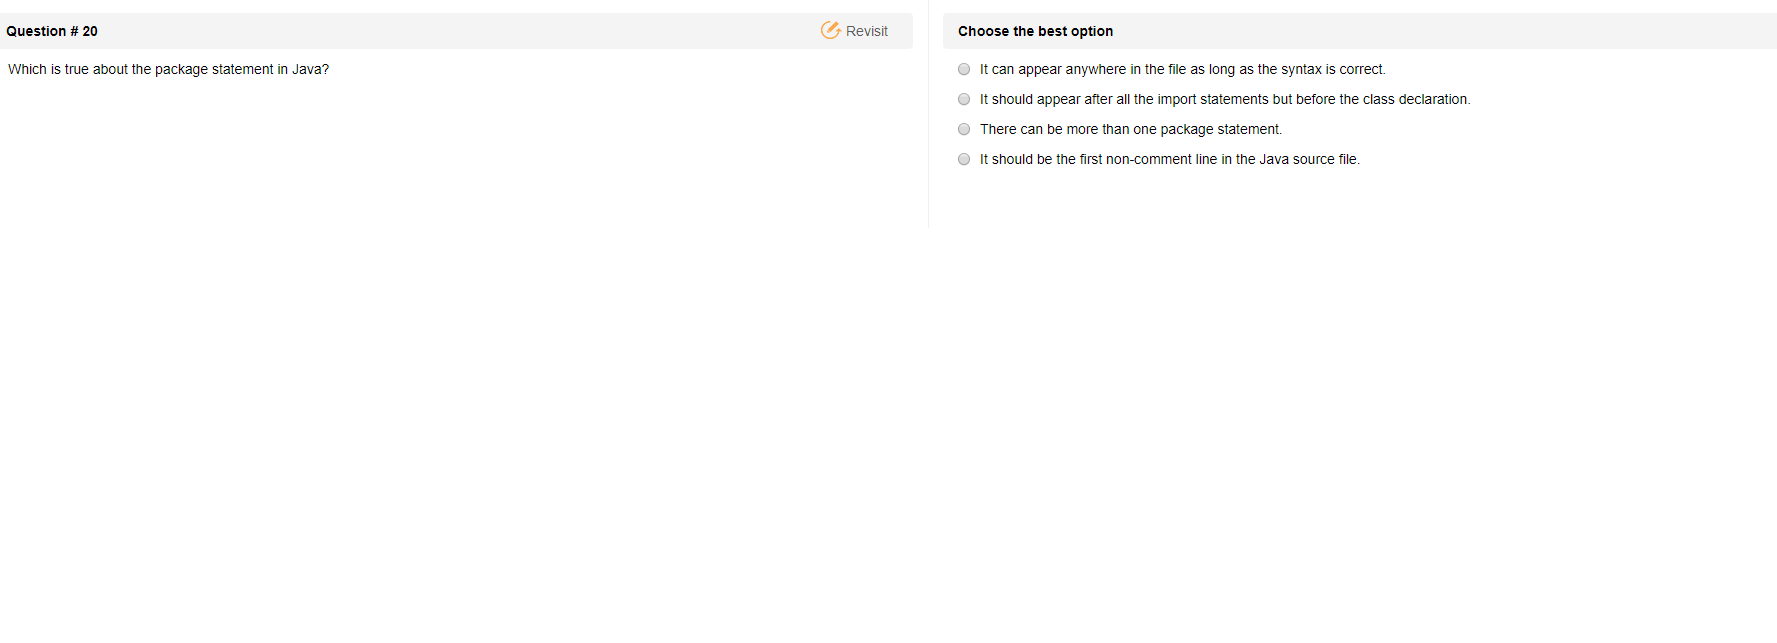 Question # 20
Revisit
Which is true about the package statement in Java?
Choose the best option
It can appear anywhere in the file as long as the syntax is correct.
It should appear after all the import statements but before the class declaration.
There can be more than one package statement.
It should be the first non-comment line in the Java source file.